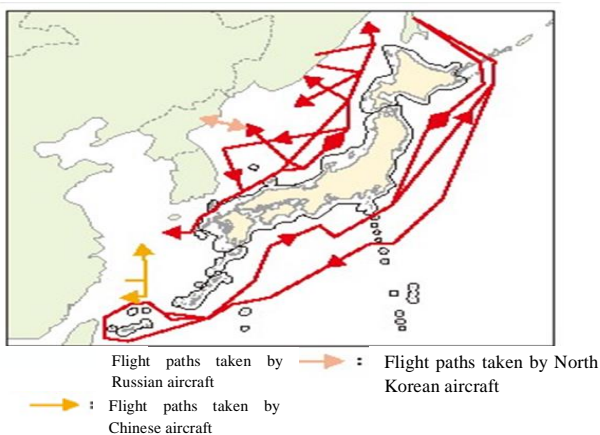 Flight paths taken by
Russian aircraft
: Flight paths taken by North
Korean aircraft
: Flight paths taken by
Chinese aircraft